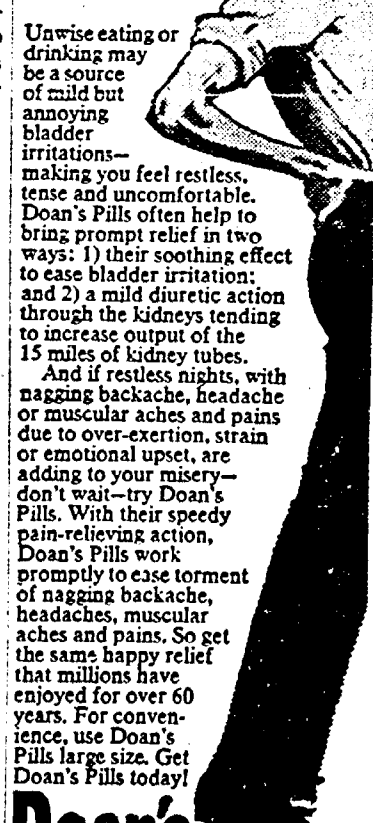 Unwise eating or
drinking may
be a source
of mild but
annoying
bladder
irritations—
making you feel restless,
tense and uncomfortable.
Doan's Pills often help to
bring prompt relief in two
ways: 1) their soothing effect
to ease bladder irritation;
and 2) a mild diuretic action
through the kidneys tending
to increase output of the
15 miles of kidney tubes.
And if restless nights, with
nagging backache, headache
or muscular aches and pains
due to over-exertion, strain
or emotional upset, are
adding to your misery—
don't wait—try Doan's
Pills. With their speedy
pain-relieving action,
Doan's Pills work
promptly to ease torment
of nagging backache,
headaches, muscular
aches and pains. So get
the same happy relief
that millions have
enjoyed for over 60
years. For conven-
ience, use Doan's
Pills large size. Get
Doan's Pills today!
Doan's